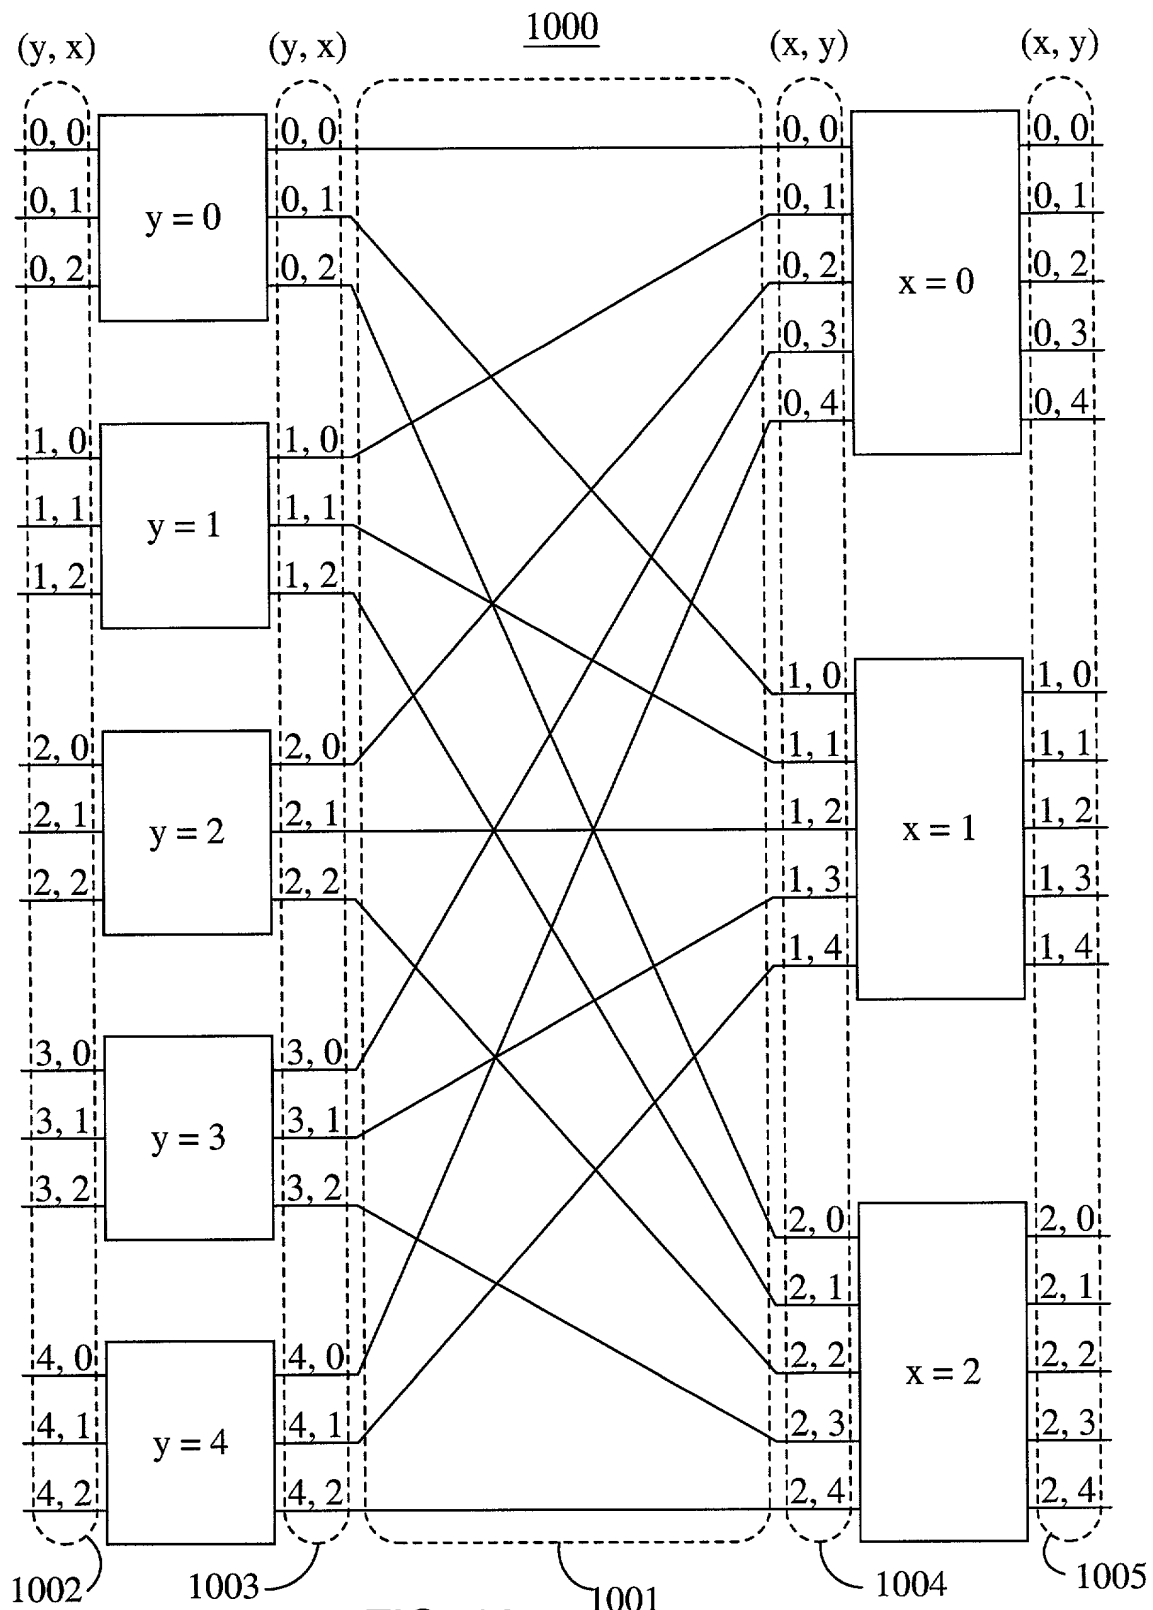 1000
(y, x) (y, x) (x, y) (x, y)
0, 0 0, 0 0, 0 0, 0
0, 1 y = 0 0, 1 0, 1 0, 1
0, 2 0, 2 0, 2 x = 0 0, 2
0, 3 0, 3
0, 4 0, 4
1, 0 1, 0
1, 1 y = 1 1, 1
1, 2 1, 2
1, 0 1, 0
2, 0 2, 0 1, 1 1, 1
2, 1 y = 2 2, 1 1, 2 x = 1 1, 2
2, 2 2, 2 1, 3 1, 3
1, 4 1, 4
3, 0 3, 0
3, 1 y = 3 3, 1
3, 2 3, 2
2, 0 2, 0
2, 1 2, 1
4, 0 4, 0 2, 2 x = 2 2, 2
4, 1 y = 4 4, 1 2, 3 2, 3
4, 2 4, 2 2, 4 2, 4
1002 1003 1001 1004 1005